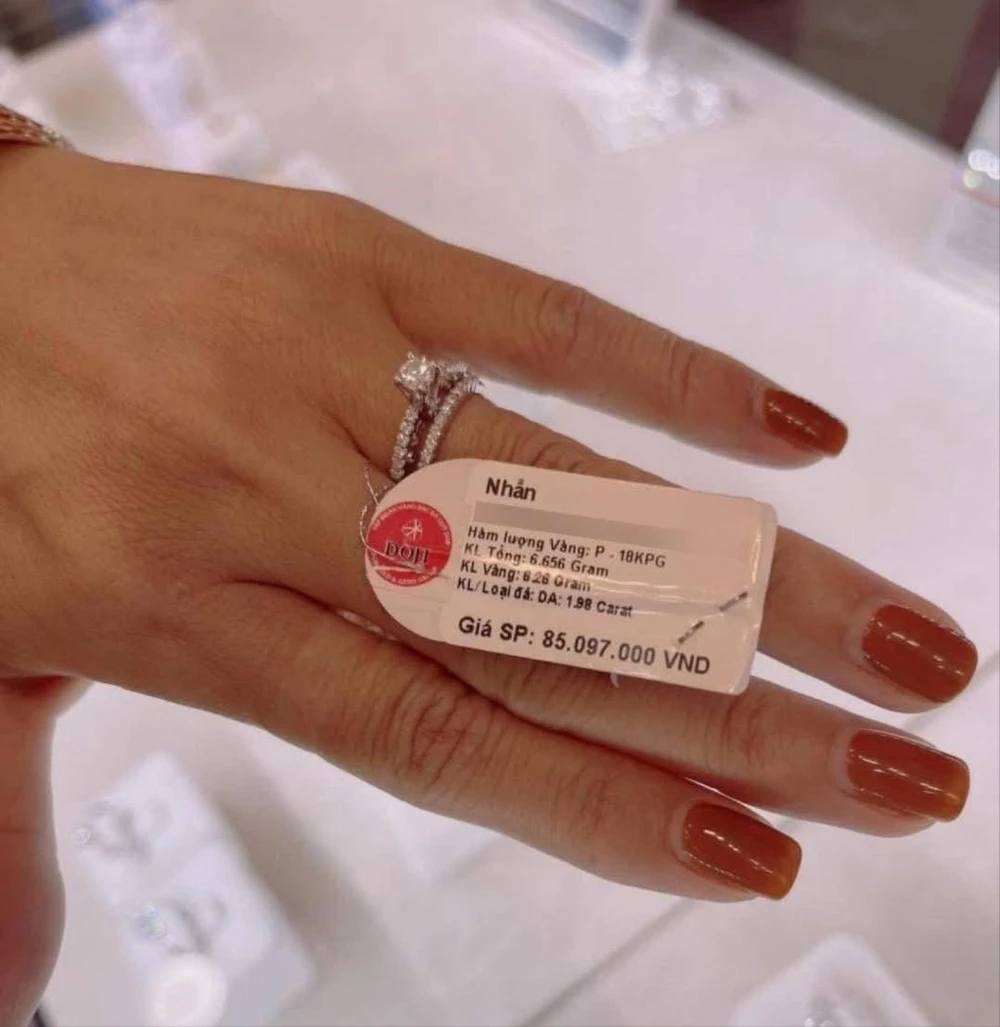 Nhẫn
Hàm lượng Vàng: P - 18KPG
KL Tổng: 6.656 Gram
KL Vàng: 6.26 Gram
KL/Loại đá: DA: 1.98 Carat
Giá SP: 85.097.000 VND
DOJI